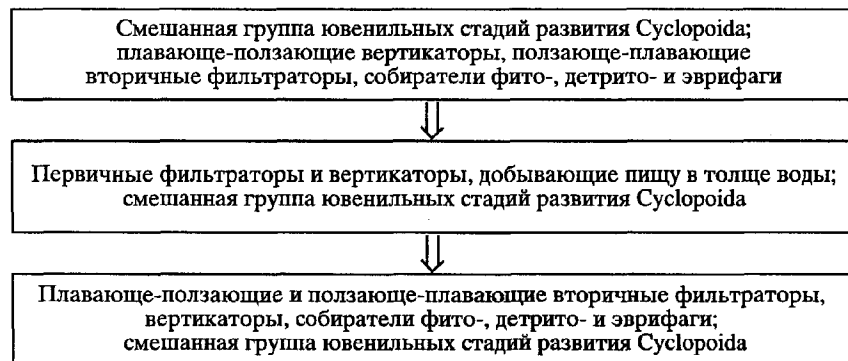 Смешанная группа ювенильных стадий развития Cyclopoida;
плавающе-ползающие вертикаторы, ползающе-плавающие
вторичные фильтраторы, собиратели фито-, детрито- и эврифаги
Первичные фильтраторы и вертикаторы, добывающие пищу в толще воды;
смешанная группа ювенильных стадий развития Cyclopoida
Плавающе-ползающие и ползающе-плавающие вторичные фильтраторы,
вертикаторы, собиратели фито-, детрито- и эврифаги;
смешанная группа ювенильных стадий развития Cyclopoida